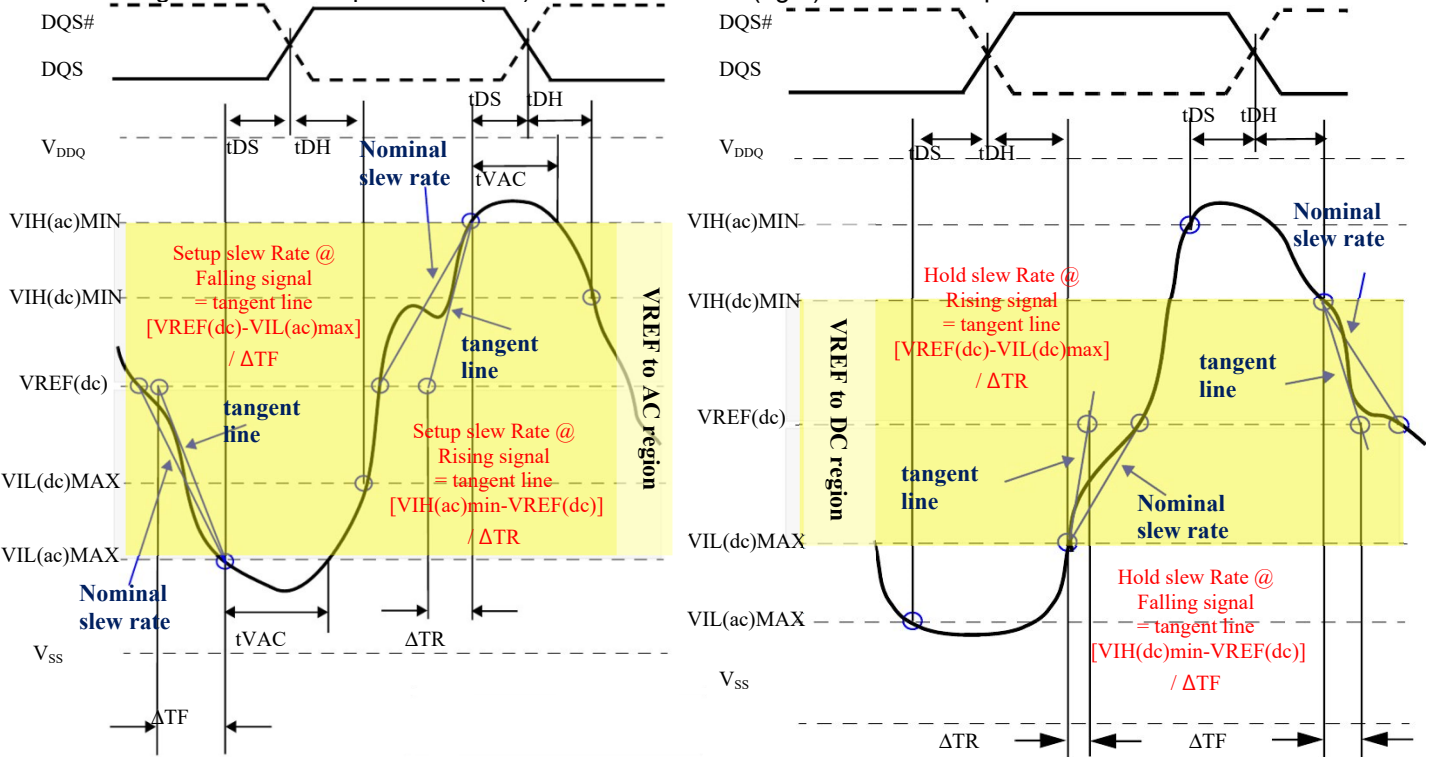 DQS#
DQS
tDS
tDH
V_DDQ
tDS
tDH
Nominal
slew rate
tVAC
VIH(ac)MIN
Setup slew Rate @
Falling signal
= tangent line
[VREF(dc)-VIL(ac)max]
/ ΔTF
VIH(dc)MIN
VREF to AC region
tangent
line
VREF(dc)
tangent
line
Setup slew Rate @
Rising signal
= tangent line
[VIH(ac)min-VREF(dc)]
/ ΔTR
VIL(dc)MAX
VIL(ac)MAX
Nominal
slew rate
tVAC
ΔTR
V_SS
ΔTF
DQS#
DQS
tDS
tDH
V_DDQ
tDS
tDH
Nominal
slew rate
VIH(ac)MIN
Hold slew Rate @
Rising signal
= tangent line
[VREF(dc)-VIL(dc)max]
/ ΔTR
VIH(dc)MIN
VREF to DC region
tangent
line
VREF(dc)
tangent
line
Nominal
slew rate
VIL(dc)MAX
Hold slew Rate @
Falling signal
= tangent line
[VIH(dc)min-VREF(dc)]
/ ΔTF
VIL(ac)MAX
V_SS
ΔTR
ΔTF